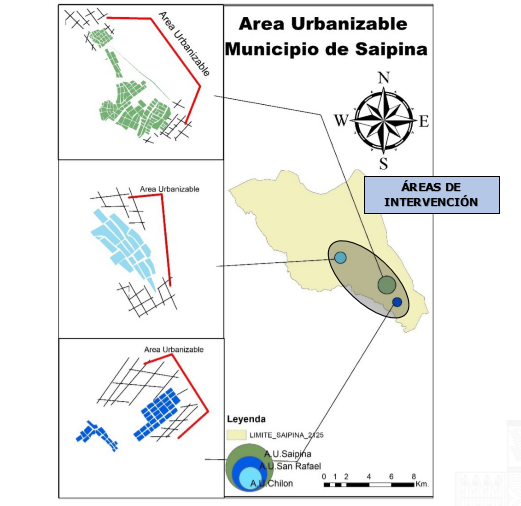 Area Urbanizable
Municipio de Saipina
N
W
E
S
ÁREAS DE
INTERVENCIÓN
Area Urbanizable
Area Urbanizable
Area Urbanizable
Leyenda
LIMITE_SAIPINA_2125
A.U.Saipina
A.U.San Rafael
A.U.Chilon
0 1 2 4 6 8
Km.